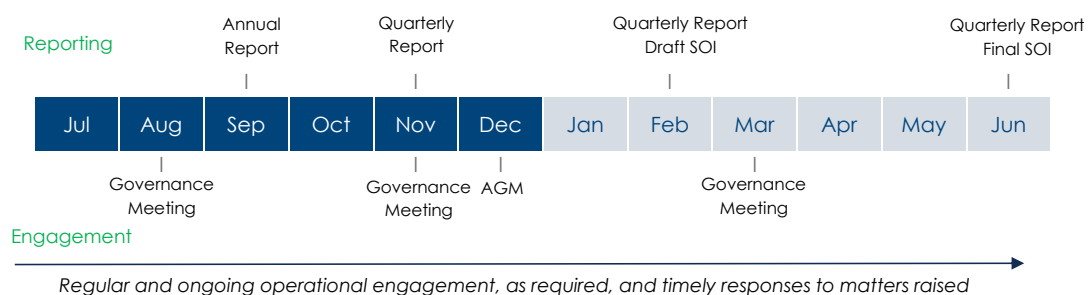 Reporting
Annual
Report
Quarterly
Report
Quarterly Report
Draft SOI
Quarterly Report
Final SOI
Jul Aug Sep Oct Nov Dec Jan Feb Mar Apr May Jun
Governance
Meeting
Governance
Meeting
AGM
Governance
Meeting
Engagement
Regular and ongoing operational engagement, as required, and timely responses to matters raised